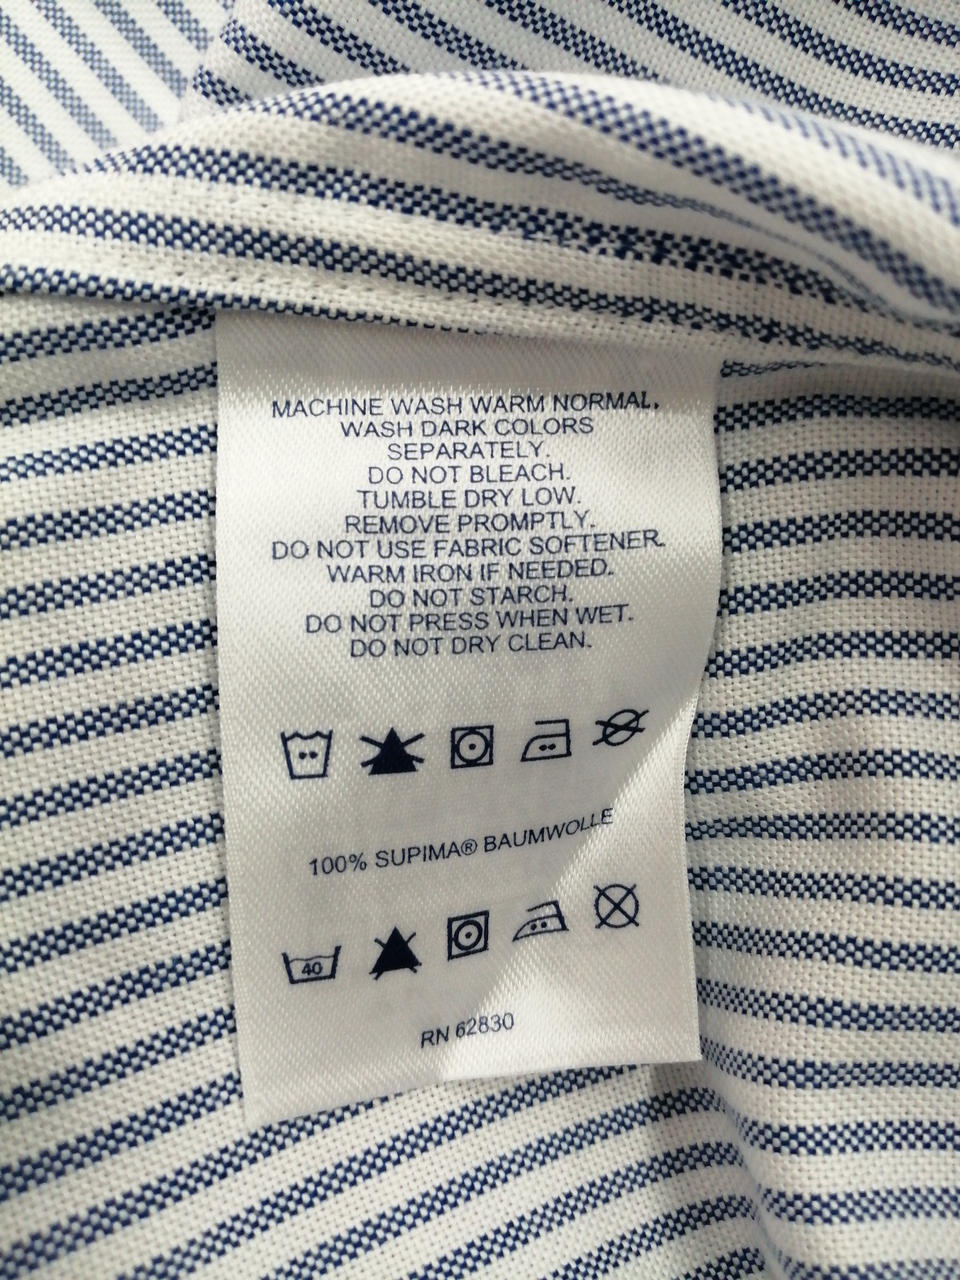 MACHINE WASH WARM NORMAL.
WASH DARK COLORS
SEPARATELY.
DO NOT BLEACH.
TUMBLE DRY LOW.
REMOVE PROMPTLY.
DO NOT USE FABRIC SOFTENER.
WARM IRON IF NEEDED.
DO NOT STARCH.
DO NOT PRESS WHEN WET.
DO NOT DRY CLEAN.
100% SUPIMA® BAUMWOLLE
40
RN 62830